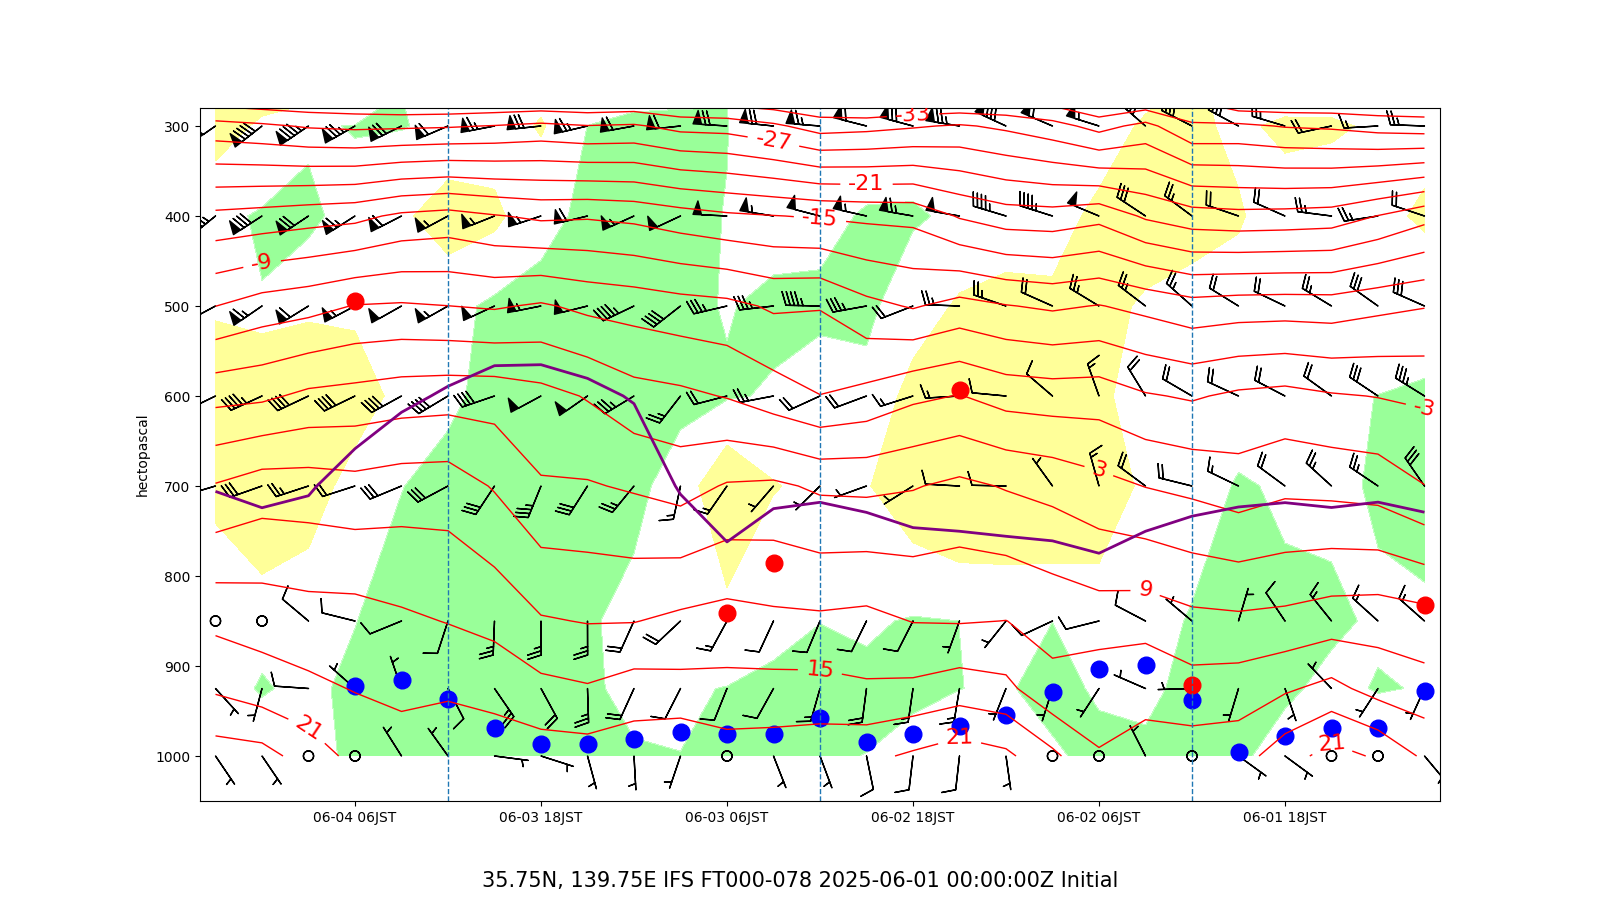 -33
300
-27
-21
400
-15
-9
500
600
-3
hectopascal
3
700
800
9
900
15
21
21
21
1000
06-04 06JST
06-03 18JST
06-03 06JST
06-02 18JST
06-02 06JST
06-01 18JST
35.75N, 139.75E IFS FT000-078 2025-06-01 00:00:00Z Initial